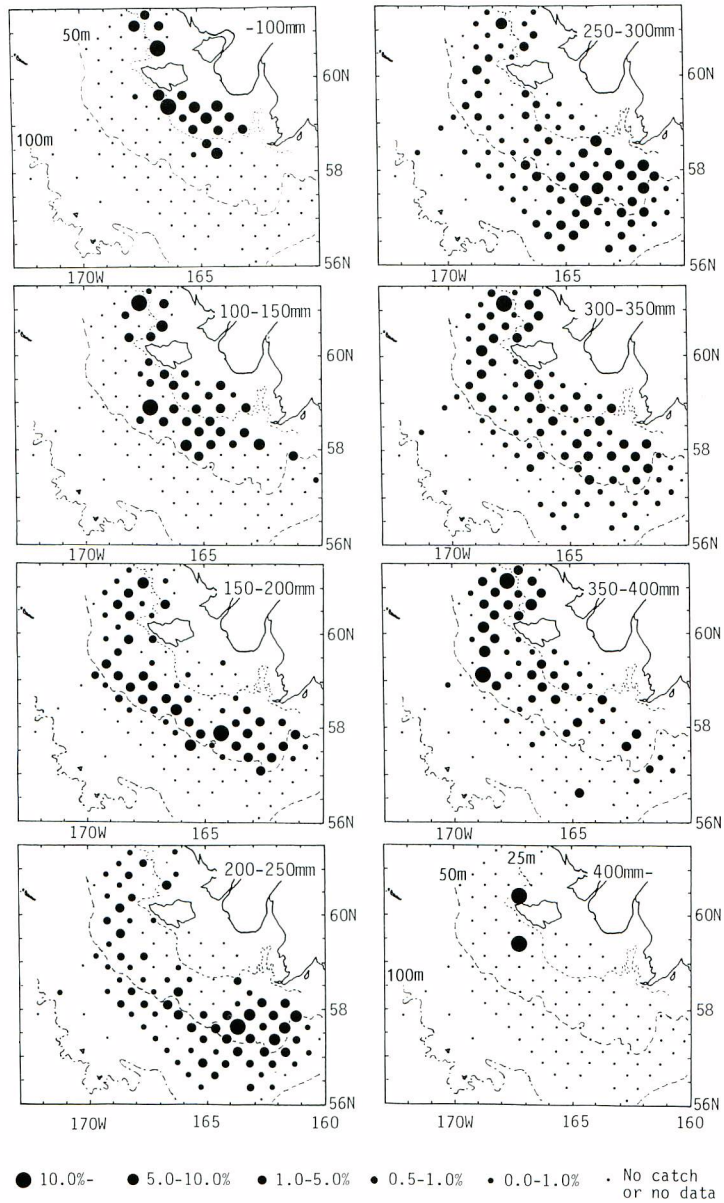 50m
-100mm
60N
100m
58
170W
165
56N
250-300mm
60N
58
170W
165
56N
100-150mm
60N
58
170W
165
56N
300-350mm
60N
58
170W
165
56N
150-200mm
60N
58
170W
165
56N
350-400mm
60N
58
170W
165
56N
200-250mm
60N
58
56N
170W
165
160
50m
25m
400mm-
60N
100m
58
56N
170W
165
160
10.0%-
5.0-10.0%
1.0-5.0%
0.5-1.0%
0.0-1.0%
No catch
or no data